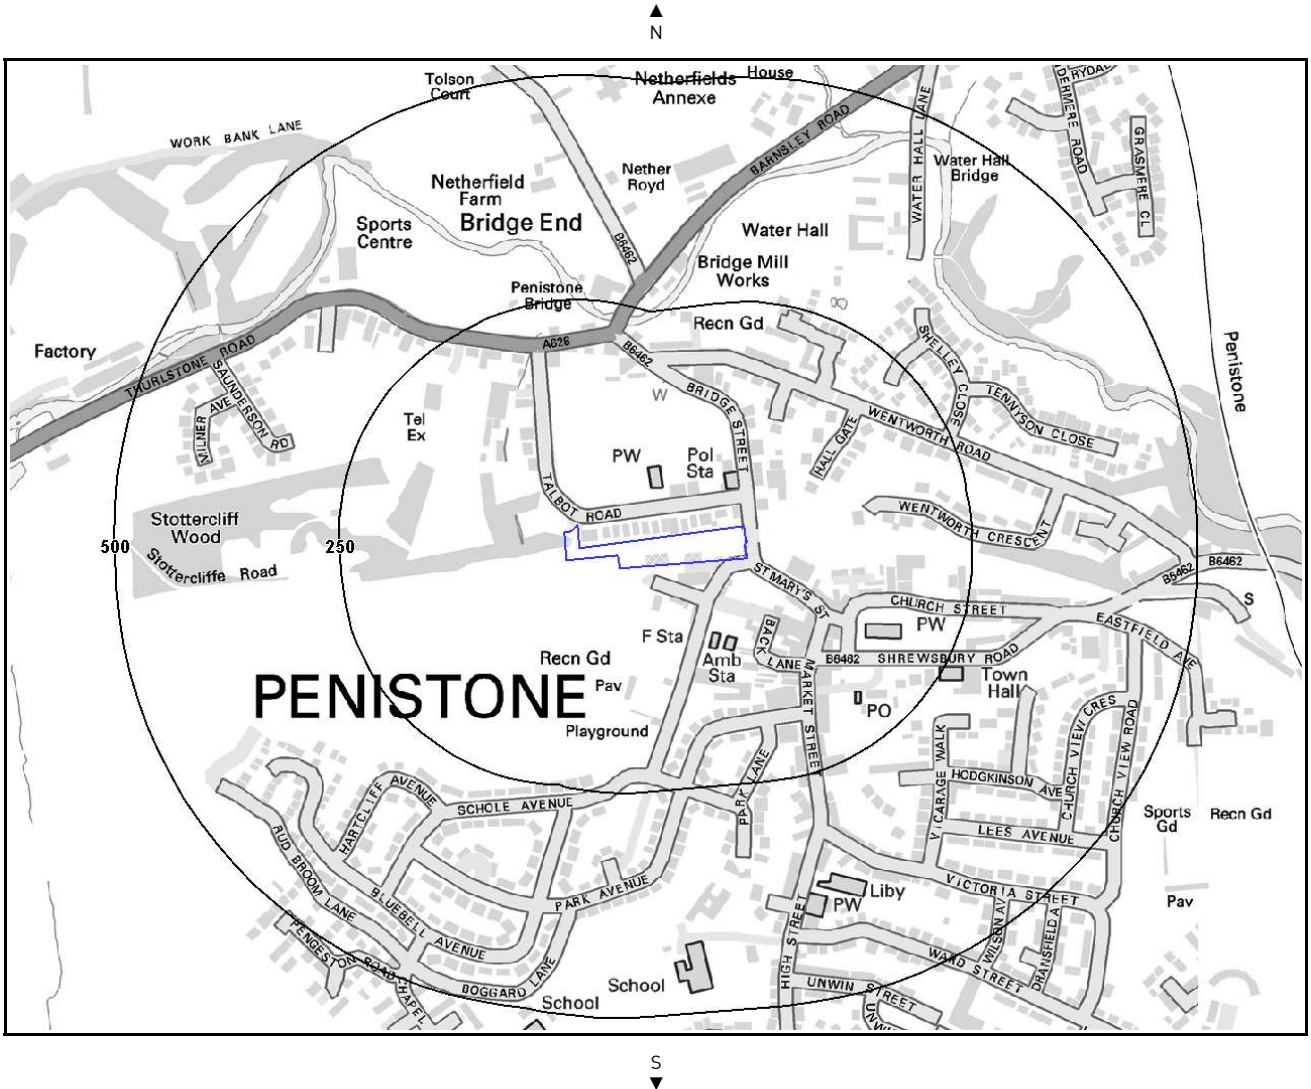 N
Tolson
Court
Netherfields
Annexe
House
RYDAL
DERMERE ROAD
GRASMERE CL
WORK BANK LANE
BARNSLEY ROAD
WATER HALL LANE
Water Hall
Bridge
Nether
Royd
Netherfield
Farm
Bridge End
Sports
Centre
B6462
Water Hall
Bridge Mill
Works
Penistone
Bridge
Recn Gd
Factory
THURLSTONE ROAD
A628
B6462
SHELLEY CLOSE
Penistone
SAUNDERSON RD
MILNER AVE
W
BRIDGE STREET
TENNYSON CLOSE
Tel
Ex
WENTWORTH ROAD
HALL GATE
PW
Pol
Sta
TALBOT ROAD
WENTWORTH CRESCENT
Stottercliff
Wood
500
250
Stottercliffe Road
ST MARY'S ST
B6462
B6462
CHURCH STREET
S
EASTFIELD AVE
PW
F Sta
BACK LANE
B6462
SHREWSBURY ROAD
Amb
Sta
Recn Gd
Pav
PENISTONE
MARKET STREET
Town
Hall
PO
Playground
CHURCH VIEW CRES
CHURCH VIEW ROAD
VICARAGE WALK
PARK LANE
HODGKINSON AVE
HARTCLIFF AVENUE
SCHOLE AVENUE
Sports
Gd
Recn Gd
LEES AVENUE
RUD BROOM LANE
BLUEBELL AVENUE
PARK AVENUE
VICTORIA STREET
Liby
PW
Pav
HIGH STREET
WILSON AV
DRANSFIELD A
WARD STREET
PENGESTON ROAD
BOGGARD LANE
CHAPEL
School
School
UNWIN STREET
UNWI
S